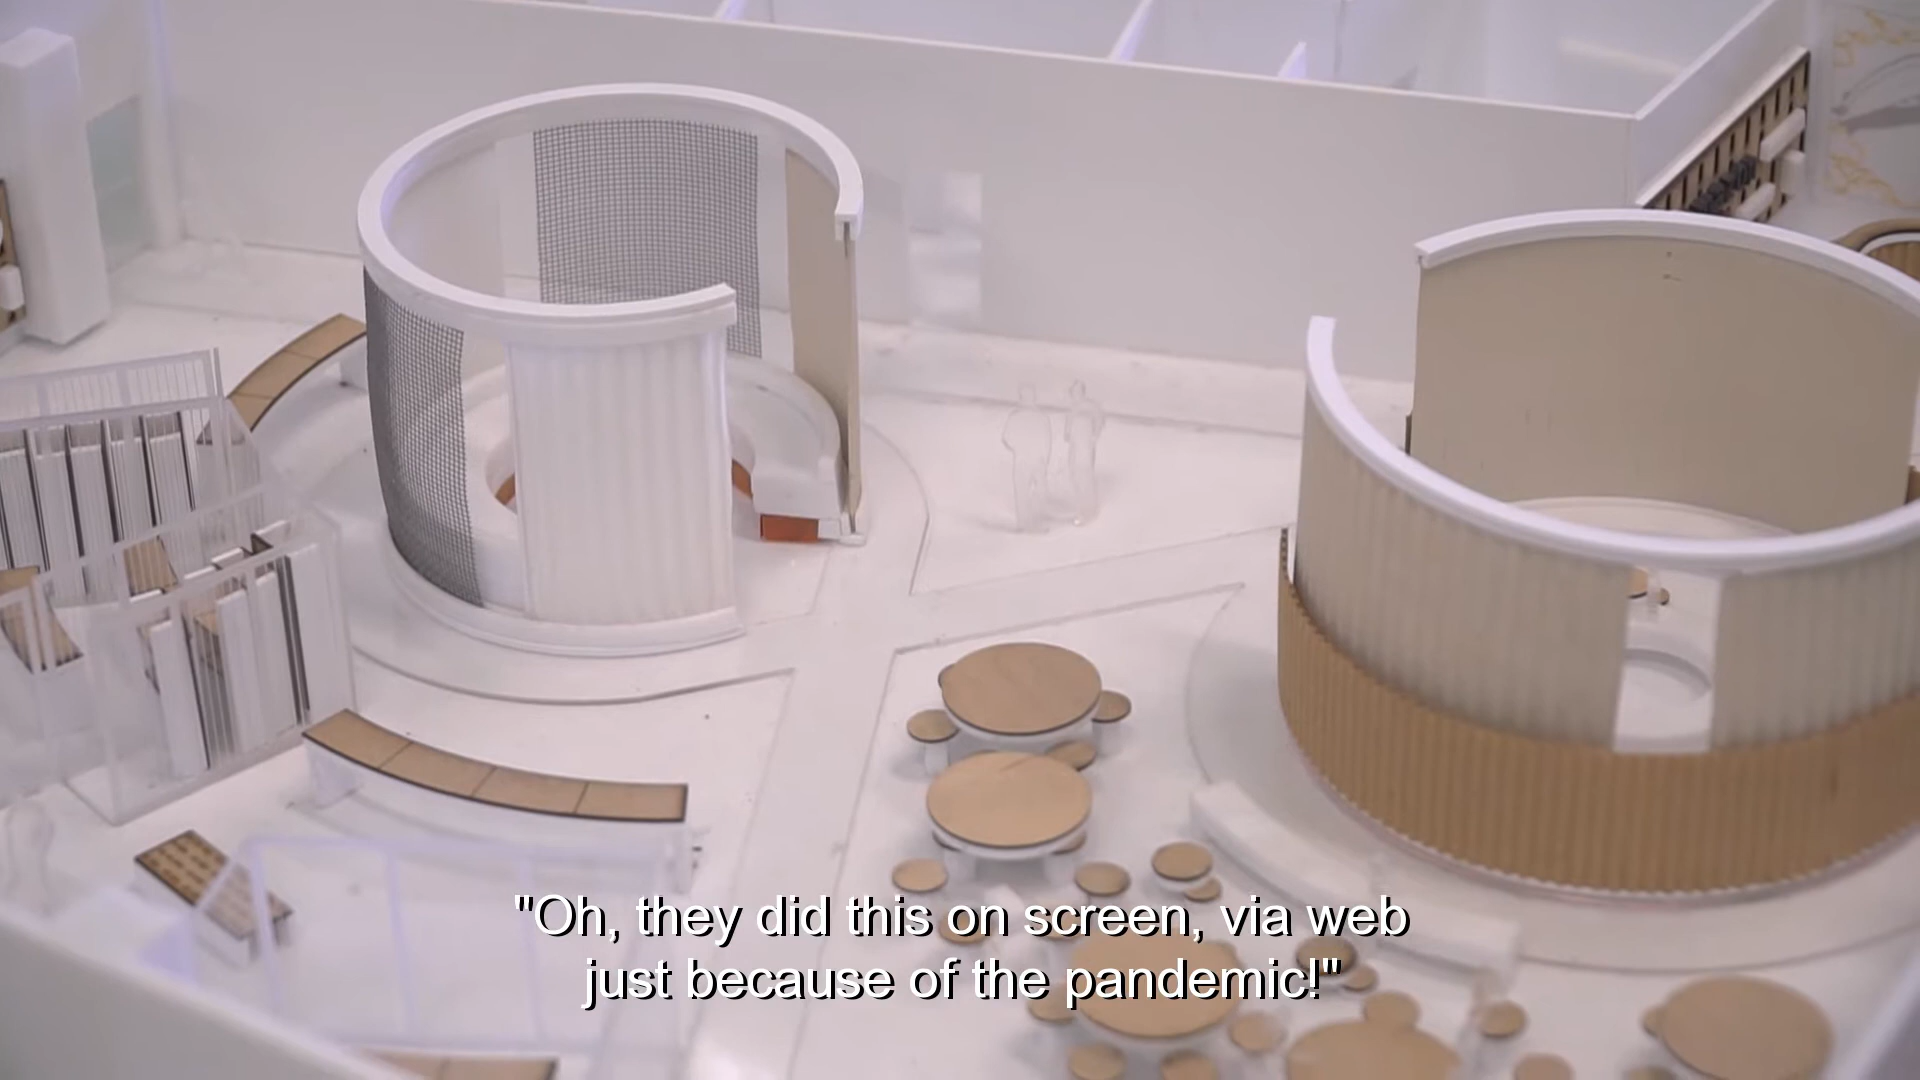 "Oh, they did this on screen, via web
just because of the pandemic!"